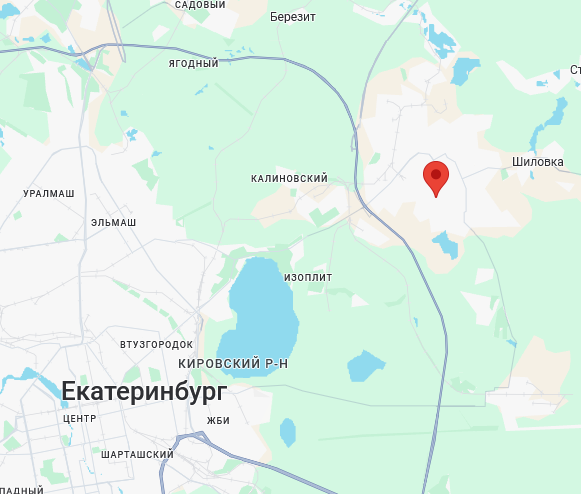 САДОВЫЙ
Березит
ЯГОДНЫЙ
Ст
Шиловка
КАЛИНОВСКИЙ
УРАЛМАШ
ЭЛЬМАШ
ИЗОПЛИТ
ВТУЗГОРОДОК
КИРОВСКИЙ Р-Н
Екатеринбург
ЦЕНТР
ЖБИ
ШАРТАШСКИЙ
ПАДНЫЙ